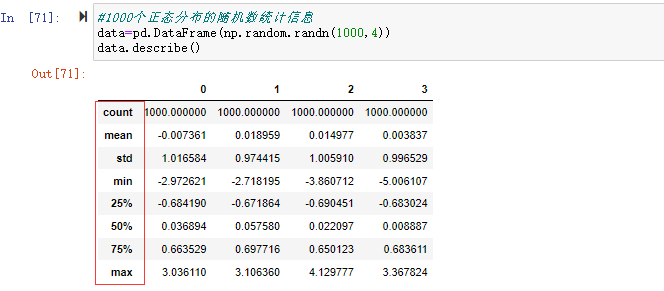 In [71]:
#1000个正态分布的随机数统计信息
data=pd.DataFrame(np.random.randn(1000,4))
data.describe()
Out[71]:
0 1 2 3
count 1000.000000 1000.000000 1000.000000 1000.000000
mean -0.007361 0.018959 0.014977 0.003837
std 1.016584 0.974415 1.005910 0.996529
min -2.972621 -2.718195 -3.860712 -5.006107
25% -0.684190 -0.671864 -0.690451 -0.683024
50% 0.036894 0.057580 0.022097 0.008887
75% 0.663529 0.697716 0.650123 0.683611
max 3.036110 3.106360 4.129777 3.367824